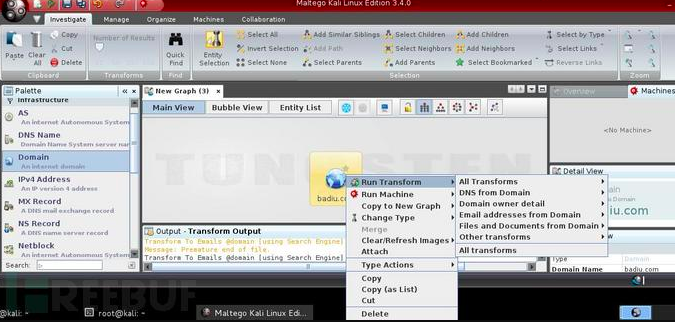 Maltego Kali Linux Edition 3.4.0
Investigate Manage Organize Machines Collaboration
Paste
Clear All
Copy
Cut
Delete
Clipboard
Number of Results
Transforms
Quick Find
Find
Entity Selection
Select All
Invert Selection
Select None
Add Similar Siblings
Add Path
Select Parents
Select Children
Select Neighbors
Add Parents
Add Children
Add Neighbors
Select Bookmarked
Select by Type
Select Links
Reverse Links
Selection
Zoom
Palette
Infrastructure
AS
An internet Autonomous System
DNS Name
Domain Name System server nam
Domain
An internet domain
IPv4 Address
An IP version 4 address
MX Record
A DNS mail exchanger record
NS Record
A DNS name server record
Netblock
An internet Autonomous System
Search:
New Graph (3)
Main View Bubble View Entity List
TUNGSTEN
badiu.com
Run Transform
Run Machine
Copy to New Graph
Change Type
Merge
Clear/Refresh Images
Attach
Type Actions
Copy
Copy (as List)
Cut
Delete
All Transforms
DNS from Domain
Domain owner detail
Email addresses from Domain
Files and Documents from Domain
Other transforms
All transforms
Output - Transform Output
Transform To Emails @domain [using Search Engine]
Message: Premature end of file.
Transform To Emails @domain [using Search Engine]
Overview
Machines
<No Machine>
Detail View
Domain
iu.com
Type Domain
Domain Name badiu.com
FREEBUF
@kali: ~
root@kali: ~
Maltego Kali Linux Edi...